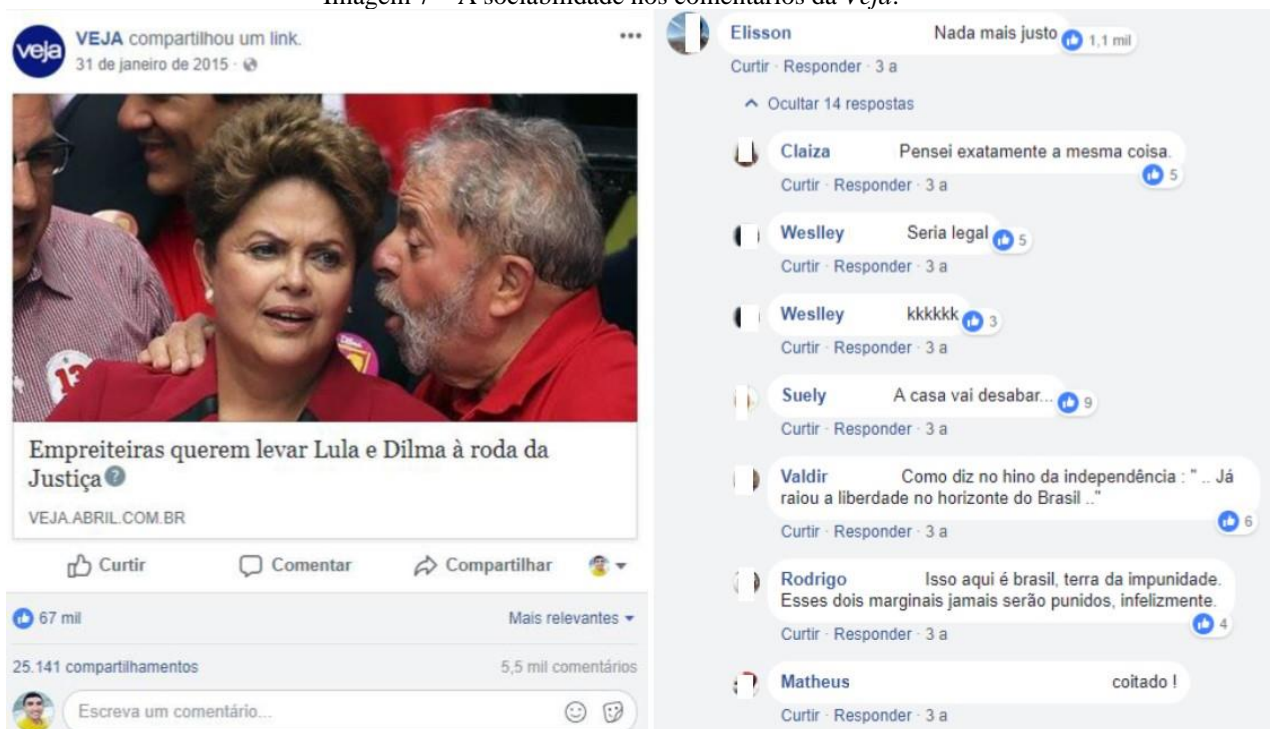 Imagem 7 – A sociabilidade nos comentários da Veja.
veja
VEJA compartilhou um link.
31 de janeiro de 2015
13
Empreiteiras querem levar Lula e Dilma à roda da
Justiça
VEJA.ABRIL.COM.BR
Curtir Comentar Compartilhar
67 mil Mais relevantes
25.141 compartilhamentos 5,5 mil comentários
Escreva um comentário...
Elisson Nada mais justo 1,1 mil
Curtir · Responder · 3 a
Ocultar 14 respostas
Claiza Pensei exatamente a mesma coisa.
5
Curtir · Responder · 3 a
Weslley Seria legal 5
Curtir · Responder · 3 a
Weslley kkkkkk 3
Curtir · Responder · 3 a
Suely A casa vai desabar... 9
Curtir · Responder · 3 a
Valdir Como diz no hino da independência : " .. Já
raiou a liberdade no horizonte do Brasil .."
6
Curtir · Responder · 3 a
Rodrigo Isso aqui é brasil, terra da impunidade.
Esses dois marginais jamais serão punidos, infelizmente.
4
Curtir · Responder · 3 a
Matheus coitado !
Curtir · Responder · 3 a